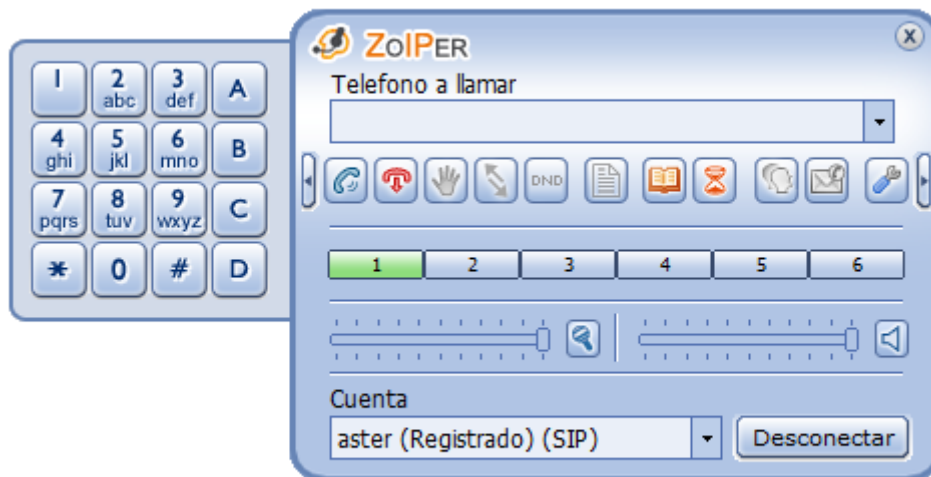 ZoIPER
Telefono a llamar
1 2 abc 3 def A
4 ghi 5 jkl 6 mno B
7 pqrs 8 tuv 9 wxyz C
* 0 # D
DND
1 2 3 4 5 6
Cuenta
aster (Registrado) (SIP)
Desconectar